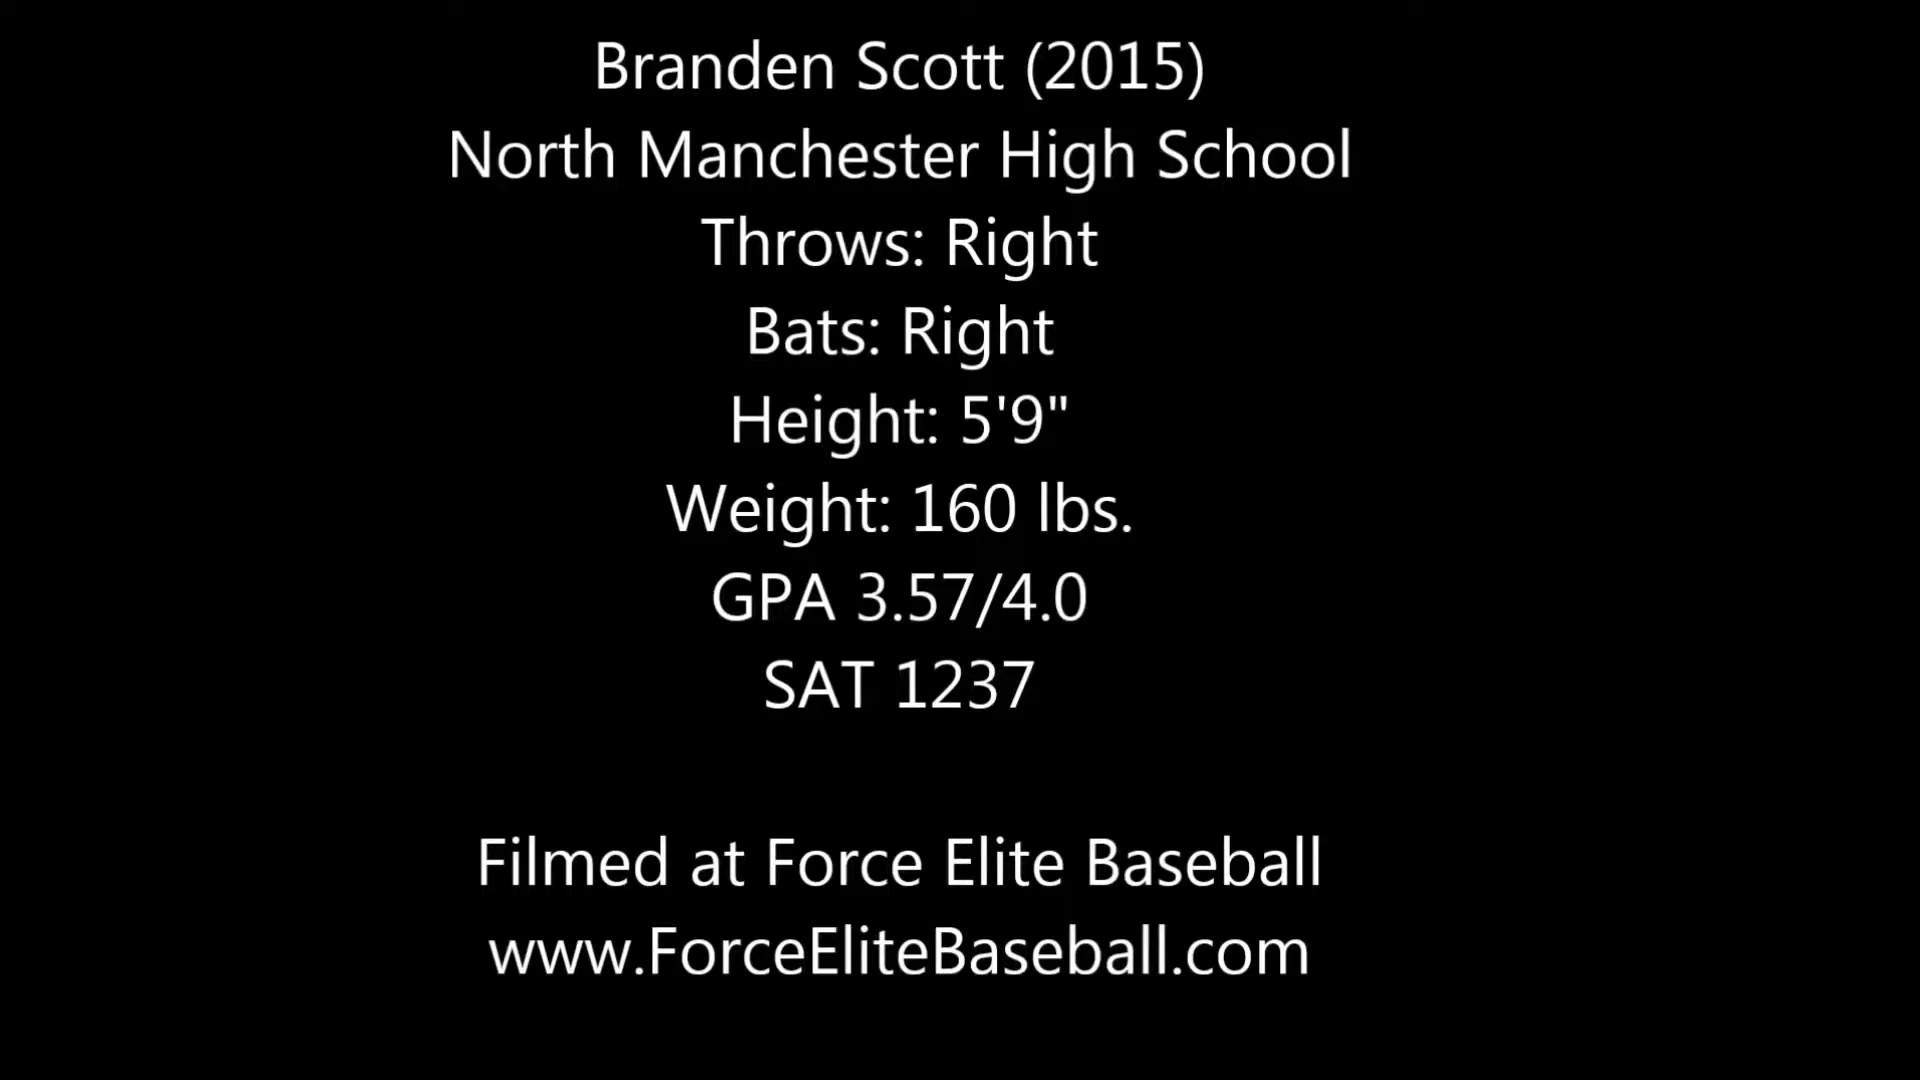 Branden Scott (2015)
North Manchester High School
Throws: Right
Bats: Right
Height: 5'9"
Weight: 160 lbs.
GPA 3.57/4.0
SAT 1237
Filmed at Force Elite Baseball
www.ForceEliteBaseball.com